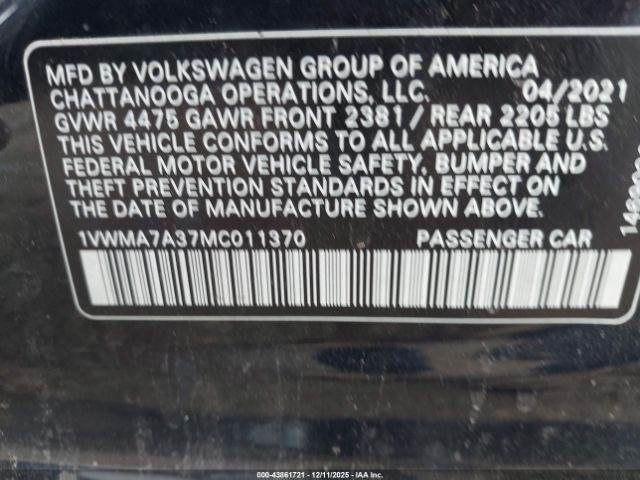 MFD BY VOLKSWAGEN GROUP OF AMERICA
CHATTANOOGA OPERATIONS, LLC. 04/2021
GVWR 4475 GAWR FRONT 2381 / REAR 2205 LBS
THIS VEHICLE CONFORMS TO ALL APPLICABLE U.S.
FEDERAL MOTOR VEHICLE SAFETY, BUMPER AND
THEFT PREVENTION STANDARDS IN EFFECT ON
THE DATE OF MANUFACTURE SHOWN ABOVE.
1VWMA7A37MC011370 PASSENGER CAR
000-43861721 - 12/11/2025 - IAA Inc.